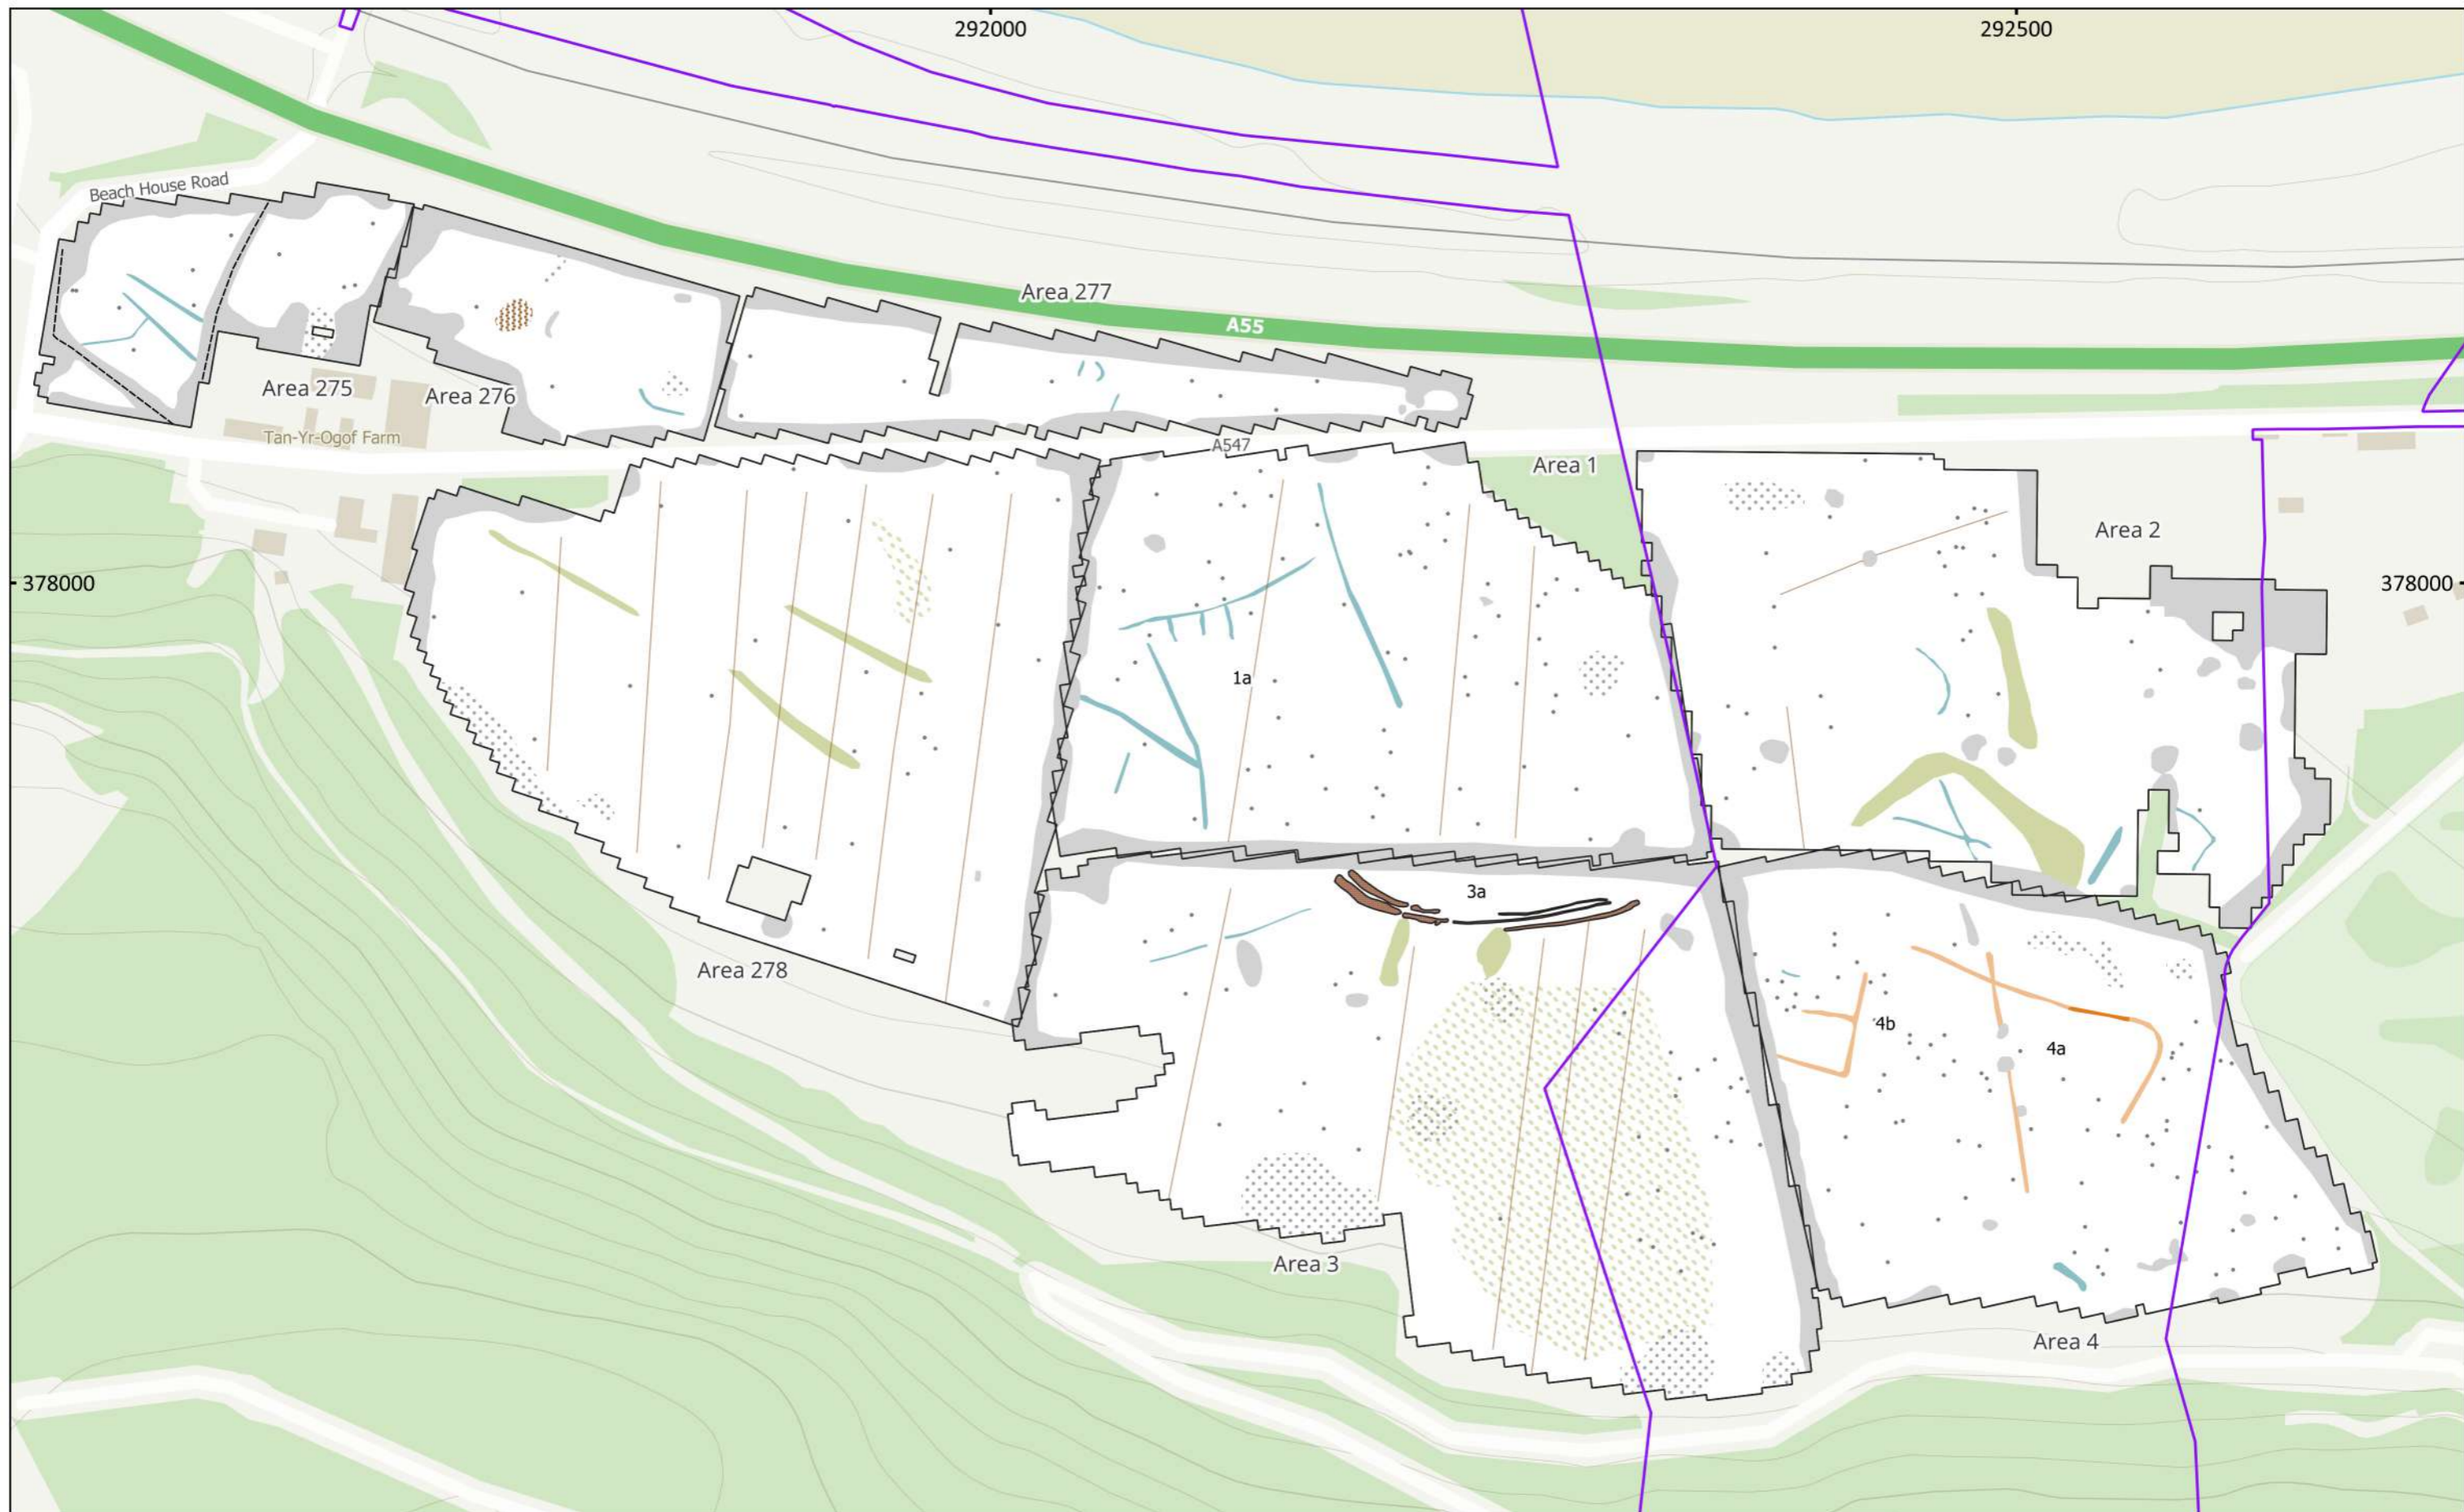 292000
292500
Beach House Road
Area 277
A55
Area 275
Area 276
Tan-Yr-Ogof Farm
A547
Area 1
Area 2
378000
378000
1a
3a
Area 278
4b
4a
Area 3
Area 4